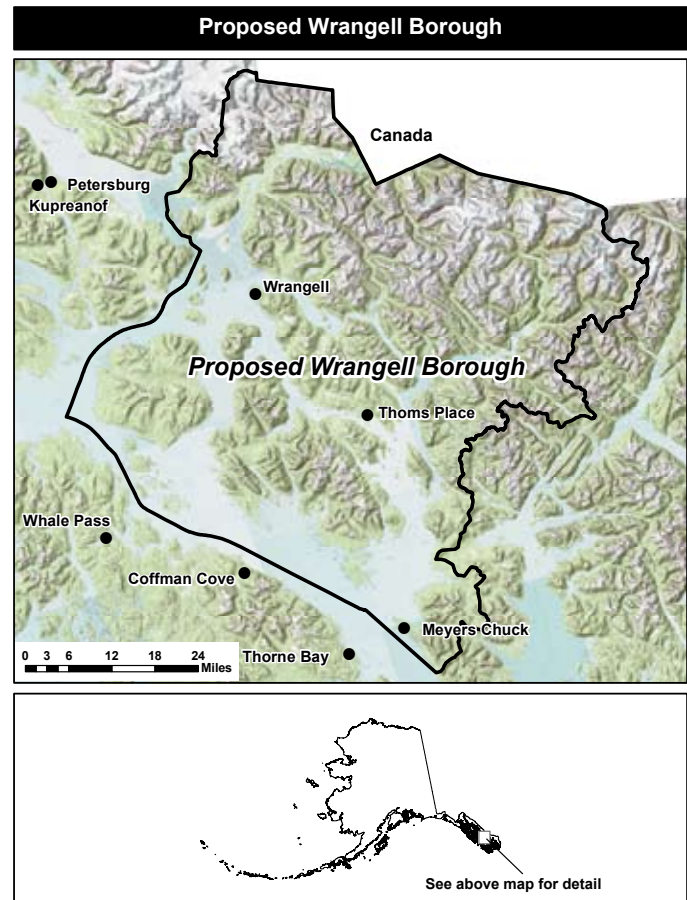 Proposed Wrangell Borough
Canada
Petersburg
Kupreanof
Wrangell
Proposed Wrangell Borough
Thoms Place
Whale Pass
Coffman Cove
Meyers Chuck
Thorne Bay
0 3 6 12 18 24
Miles
See above map for detail